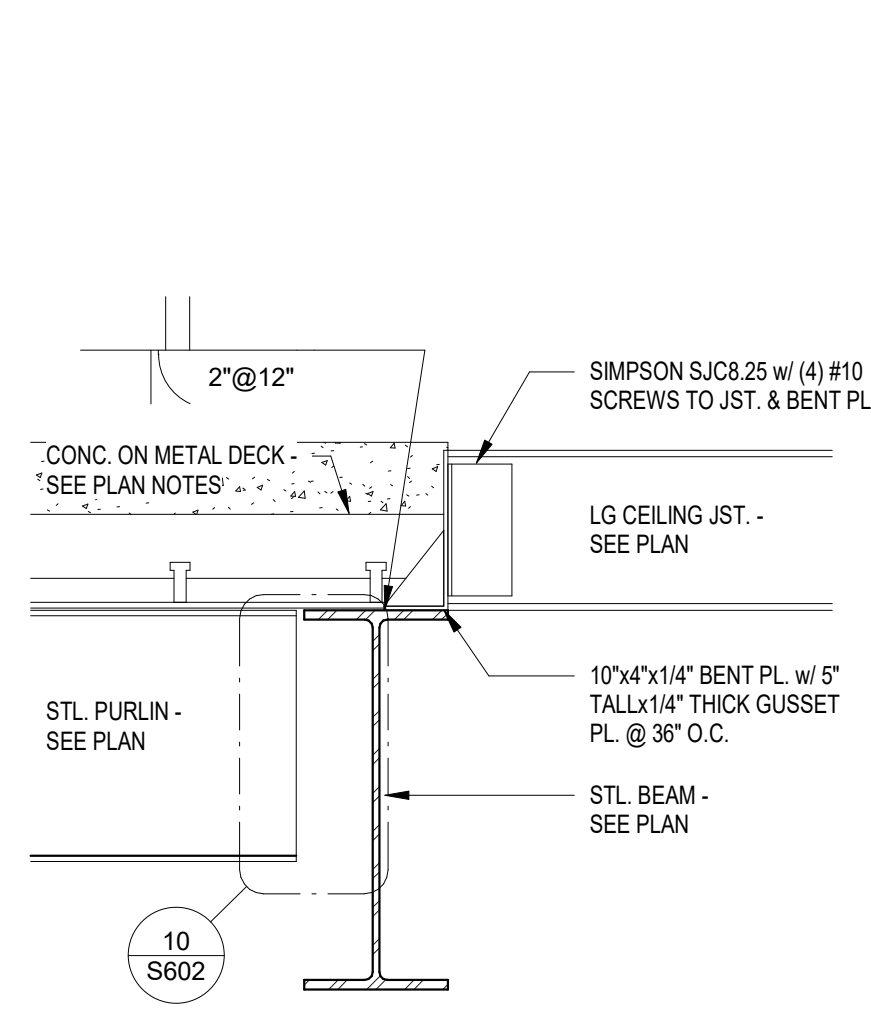 2"@12"
SIMPSON SJC8.25 w/ (4) #10
SCREWS TO JST. & BENT PL
CONC. ON METAL DECK -
SEE PLAN NOTES
LG CEILING JST. -
SEE PLAN
10"x4"x1/4" BENT PL. w/ 5"
TALLx1/4" THICK GUSSET
PL. @ 36" O.C.
STL. PURLIN -
SEE PLAN
STL. BEAM -
SEE PLAN
10
S602